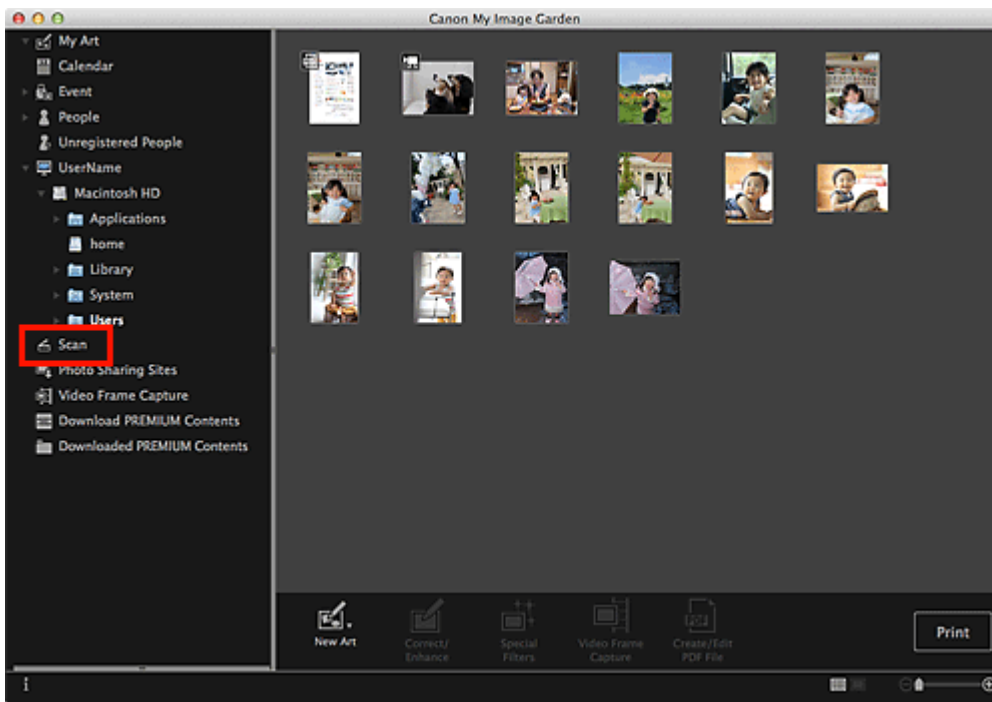 Canon My Image Garden
My Art
Calendar
Event
People
Unregistered People
UserName
Macintosh HD
Applications
home
Library
System
Users
Scan
Photo Sharing Sites
Video Frame Capture
Download PREMIUM Contents
Downloaded PREMIUM Contents
New Art
Correct/
Enhance
Special
Filters
Video Frame
Capture
PDF
Create/Edit
PDF File
Print